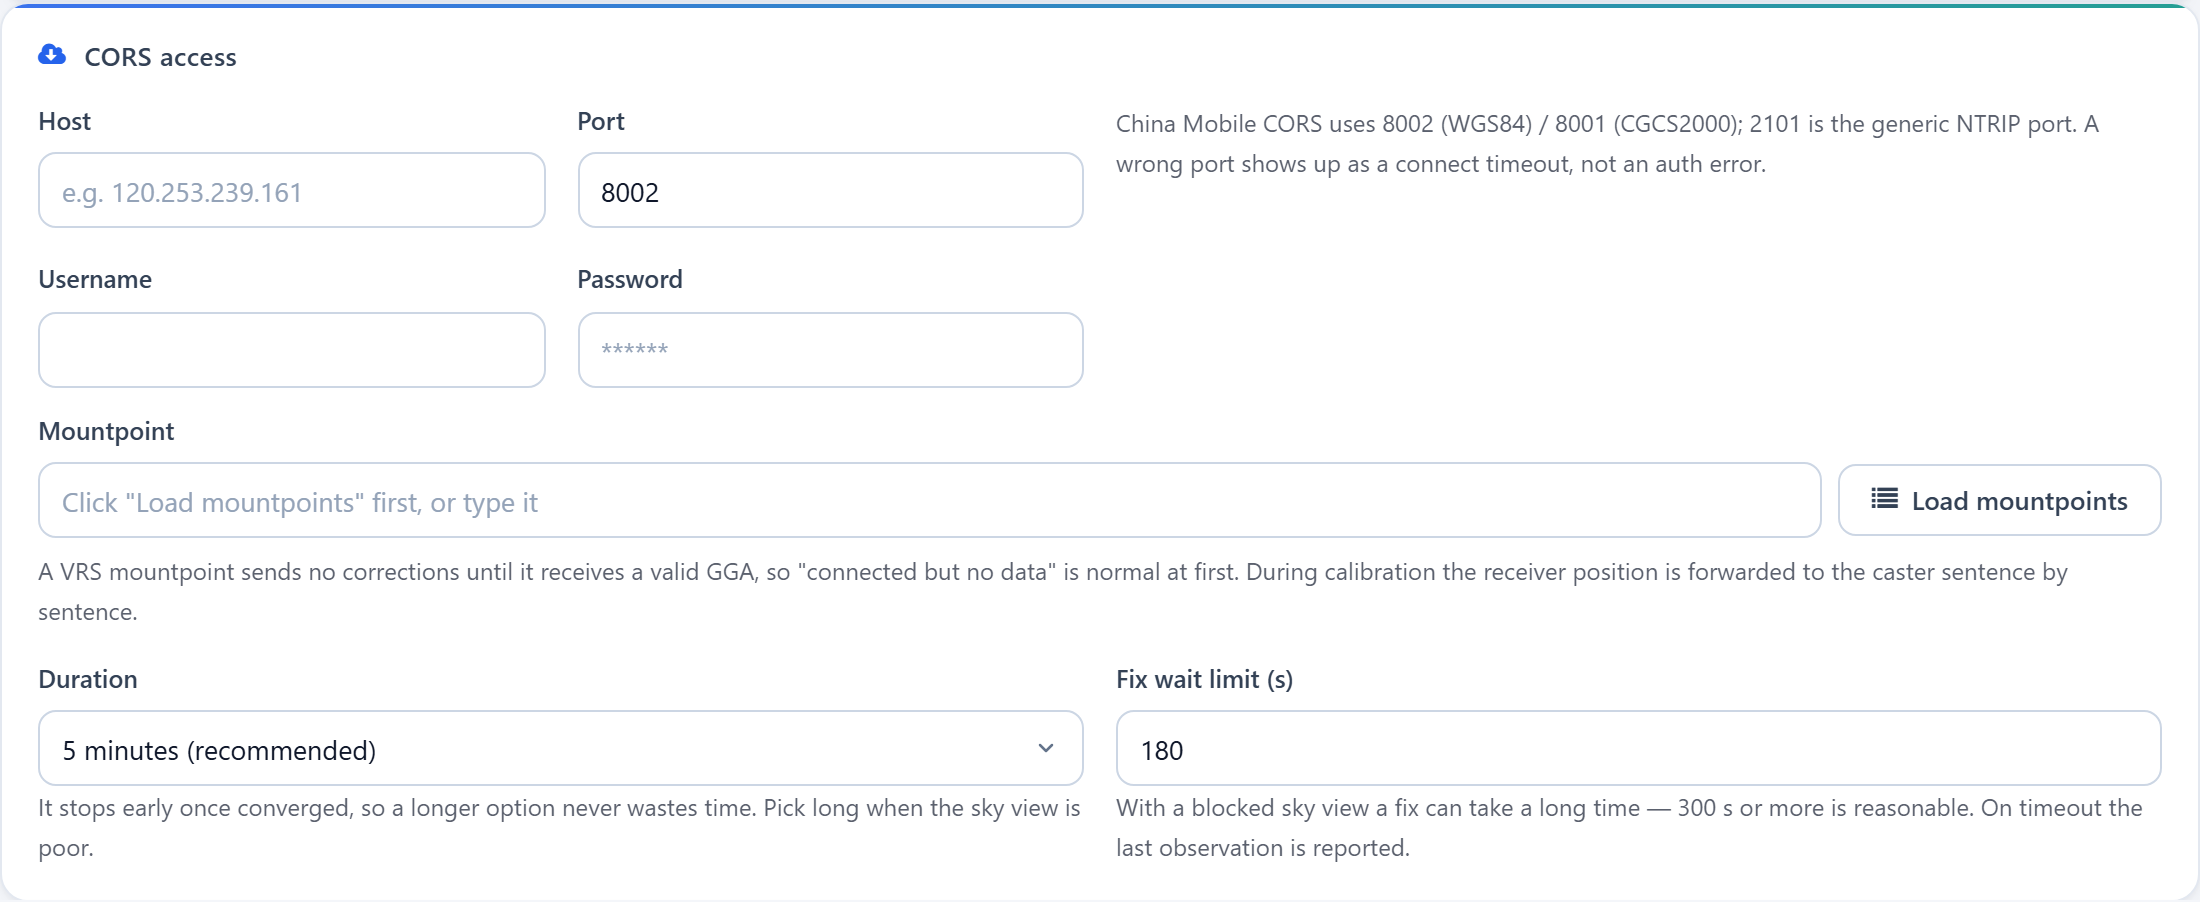 CORS access
Host
Port
China Mobile CORS uses 8002 (WGS84) / 8001 (CGCS2000); 2101 is the generic NTRIP port. A
wrong port shows up as a connect timeout, not an auth error.
e.g. 120.253.239.161
8002
Username
Password
******
Mountpoint
Click "Load mountpoints" first, or type it
Load mountpoints
A VRS mountpoint sends no corrections until it receives a valid GGA, so "connected but no data" is normal at first. During calibration the receiver position is forwarded to the caster sentence by
sentence.
Duration
Fix wait limit (s)
5 minutes (recommended)
180
It stops early once converged, so a longer option never wastes time. Pick long when the sky view is
poor.
With a blocked sky view a fix can take a long time — 300 s or more is reasonable. On timeout the
last observation is reported.